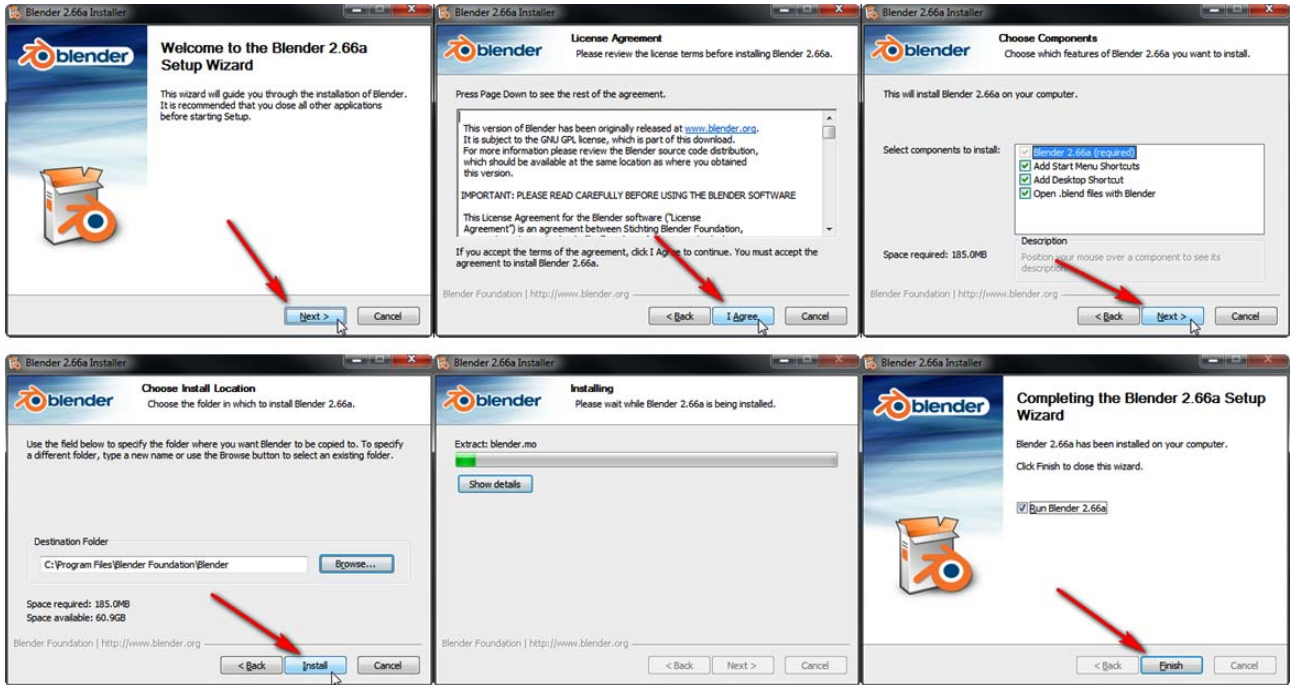 Blender 2.66a Installer
blender
Welcome to the Blender 2.66a
Setup Wizard
This wizard will guide you through the installation of Blender.
It is recommended that you close all other applications
before starting Setup.
Next >
Cancel
Blender 2.66a Installer
blender
License Agreement
Please review the license terms before installing Blender 2.66a.
Press Page Down to see the rest of the agreement.
This version of Blender has been originally released at www.blender.org.
It is subject to the GNU GPL license, which is part of this download.
For more information please review the Blender source code distribution,
which should be available at the same location as where you obtained
this version.
IMPORTANT: PLEASE READ CAREFULLY BEFORE USING THE BLENDER SOFTWARE
This License Agreement for the Blender software ("License
Agreement") is an agreement between Stichting Blender Foundation,
If you accept the terms of the agreement, click I Agree to continue. You must accept the
agreement to install Blender 2.66a.
Blender Foundation | http://www.blender.org
< Back
I Agree
Cancel
Blender 2.66a Installer
blender
Choose Components
Choose which features of Blender 2.66a you want to install.
This will install Blender 2.66a on your computer.
Select components to install:
Blender 2.66a (required)
Add Start Menu Shortcuts
Add Desktop Shortcut
Open .blend files with Blender
Space required: 185.0MB
Description
Position your mouse over a component to see its
description.
Blender Foundation | http://www.blender.org
< Back
Next >
Cancel
Blender 2.66a Installer
blender
Choose Install Location
Choose the folder in which to install Blender 2.66a.
Use the field below to specify the folder where you want Blender to be copied to. To specify
a different folder, type a new name or use the Browse button to select an existing folder.
Destination Folder
C:\Program Files\Blender Foundation\Blender
Browse...
Space required: 185.0MB
Space available: 60.9GB
Blender Foundation | http://www.blender.org
< Back
Install
Cancel
Blender 2.66a Installer
blender
Installing
Please wait while Blender 2.66a is being installed.
Extract: blender.mo
Show details
Blender Foundation | http://www.blender.org
< Back
Next >
Cancel
Blender 2.66a Installer
blender
Completing the Blender 2.66a Setup
Wizard
Blender 2.66a has been installed on your computer.
Click Finish to close this wizard.
Run Blender 2.66a
< Back
Finish
Cancel